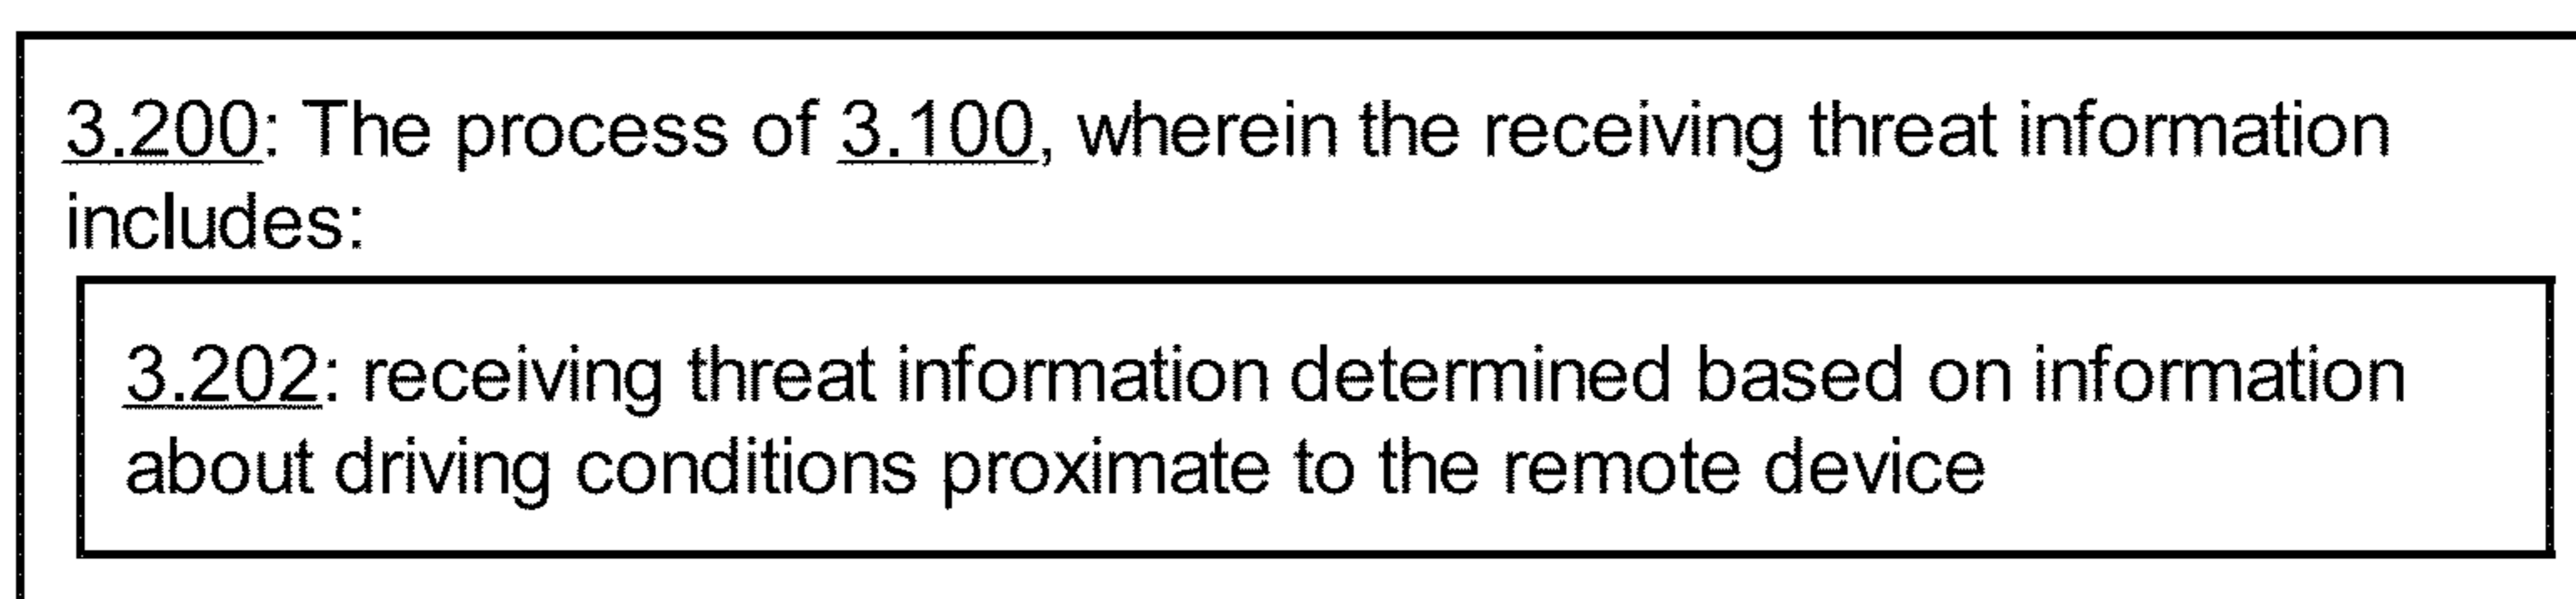 3.200: The process of 3.100, wherein the receiving threat information
includes:
3.202: receiving threat information determined based on information
about driving conditions proximate to the remote device